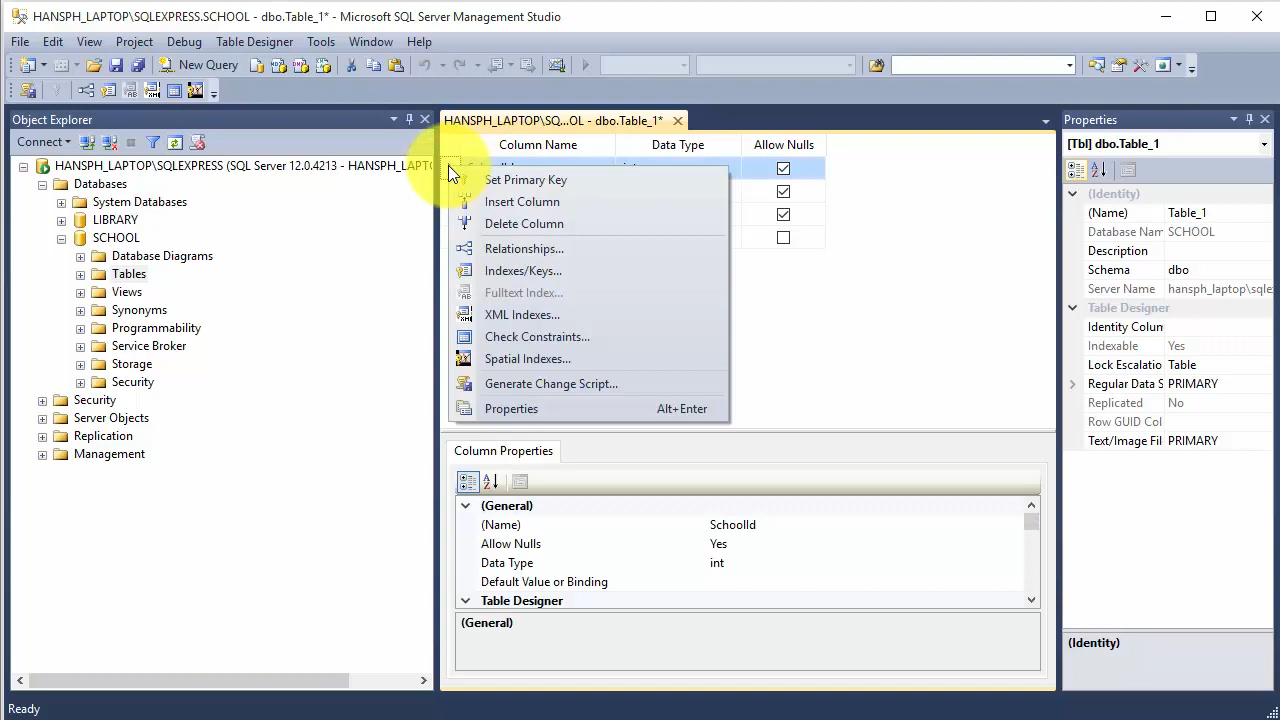 HANSPH_LAPTOP\SQLEXPRESS.SCHOOL - dbo.Table_1* - Microsoft SQL Server Management Studio
File Edit View Project Debug Table Designer Tools Window Help
New Query
Object Explorer
Connect
HANSPH_LAPTOP\SQLEXPRESS (SQL Server 12.0.4213 - HANSPH_LAPTO
Databases
System Databases
LIBRARY
SCHOOL
Database Diagrams
Tables
Views
Synonyms
Programmability
Service Broker
Storage
Security
Security
Server Objects
Replication
Management
HANSPH_LAPTOP\SQ...OL - dbo.Table_1*
Column Name Data Type Allow Nulls
Set Primary Key
Insert Column
Delete Column
Relationships...
Indexes/Keys...
Fulltext Index...
XML Indexes...
Check Constraints...
Spatial Indexes...
Generate Change Script...
Properties Alt+Enter
Column Properties
(General)
(Name) SchoolId
Allow Nulls Yes
Data Type int
Default Value or Binding
Table Designer
(General)
Properties
[Tbl] dbo.Table_1
(Identity)
(Name) Table_1
Database Nam SCHOOL
Description
Schema dbo
Server Name hansph_laptop\sqle
Table Designer
Identity Colun
Indexable Yes
Lock Escalatio Table
Regular Data S PRIMARY
Replicated No
Row GUID Col
Text/Image Fil PRIMARY
(Identity)
Ready